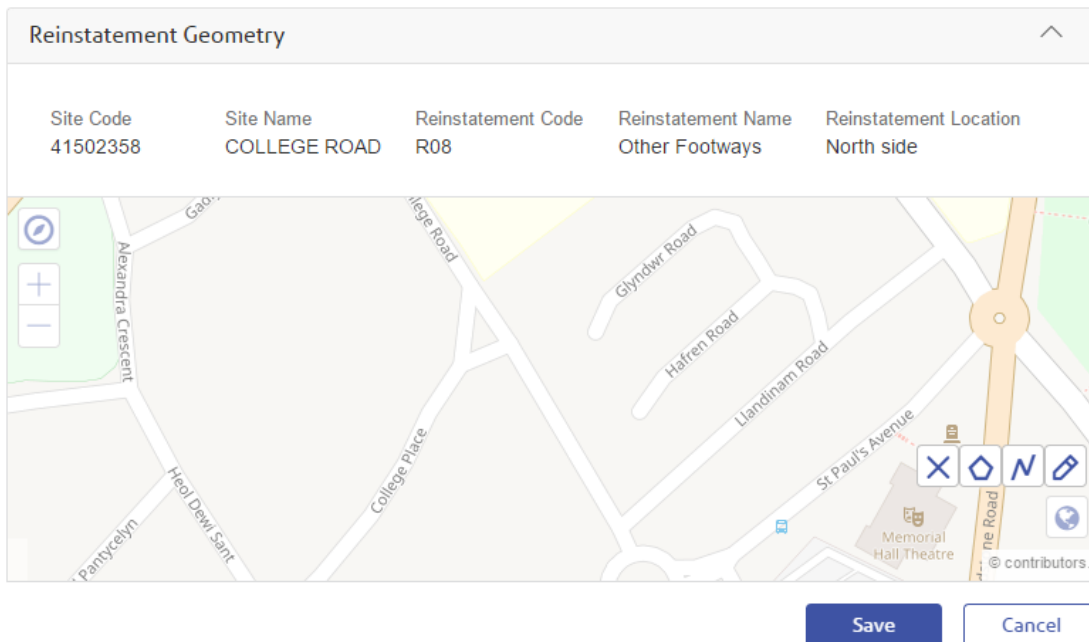 Reinstatement Geometry
Site Code
41502358
Site Name
COLLEGE ROAD
Reinstatement Code
R08
Reinstatement Name
Other Footways
Reinstatement Location
North side
Alexandra Crescent
Glyndwr Road
Hafren Road
Llandinam Road
College Place
St Paul's Avenue
Heol Dewi Sant
Pantycelyn
Road
Memorial
Hall Theatre
Road
© contributors
Save
Cancel